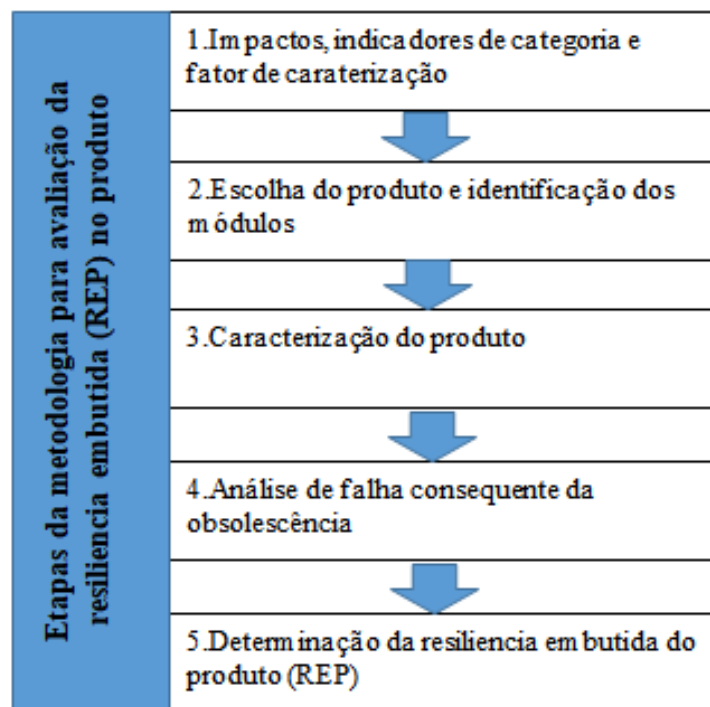 Etapas da metodologia para avaliação da
resiliencia embutida (REP) no produto
1.Impactos, indicadores de categoria e
fator de caraterização
2.Escolha do produto e identificação dos
módulos
3.Caracterização do produto
4.Análise de falha consequente da
obsolescência
5.Determinação da resiliencia embutida do
produto (REP)